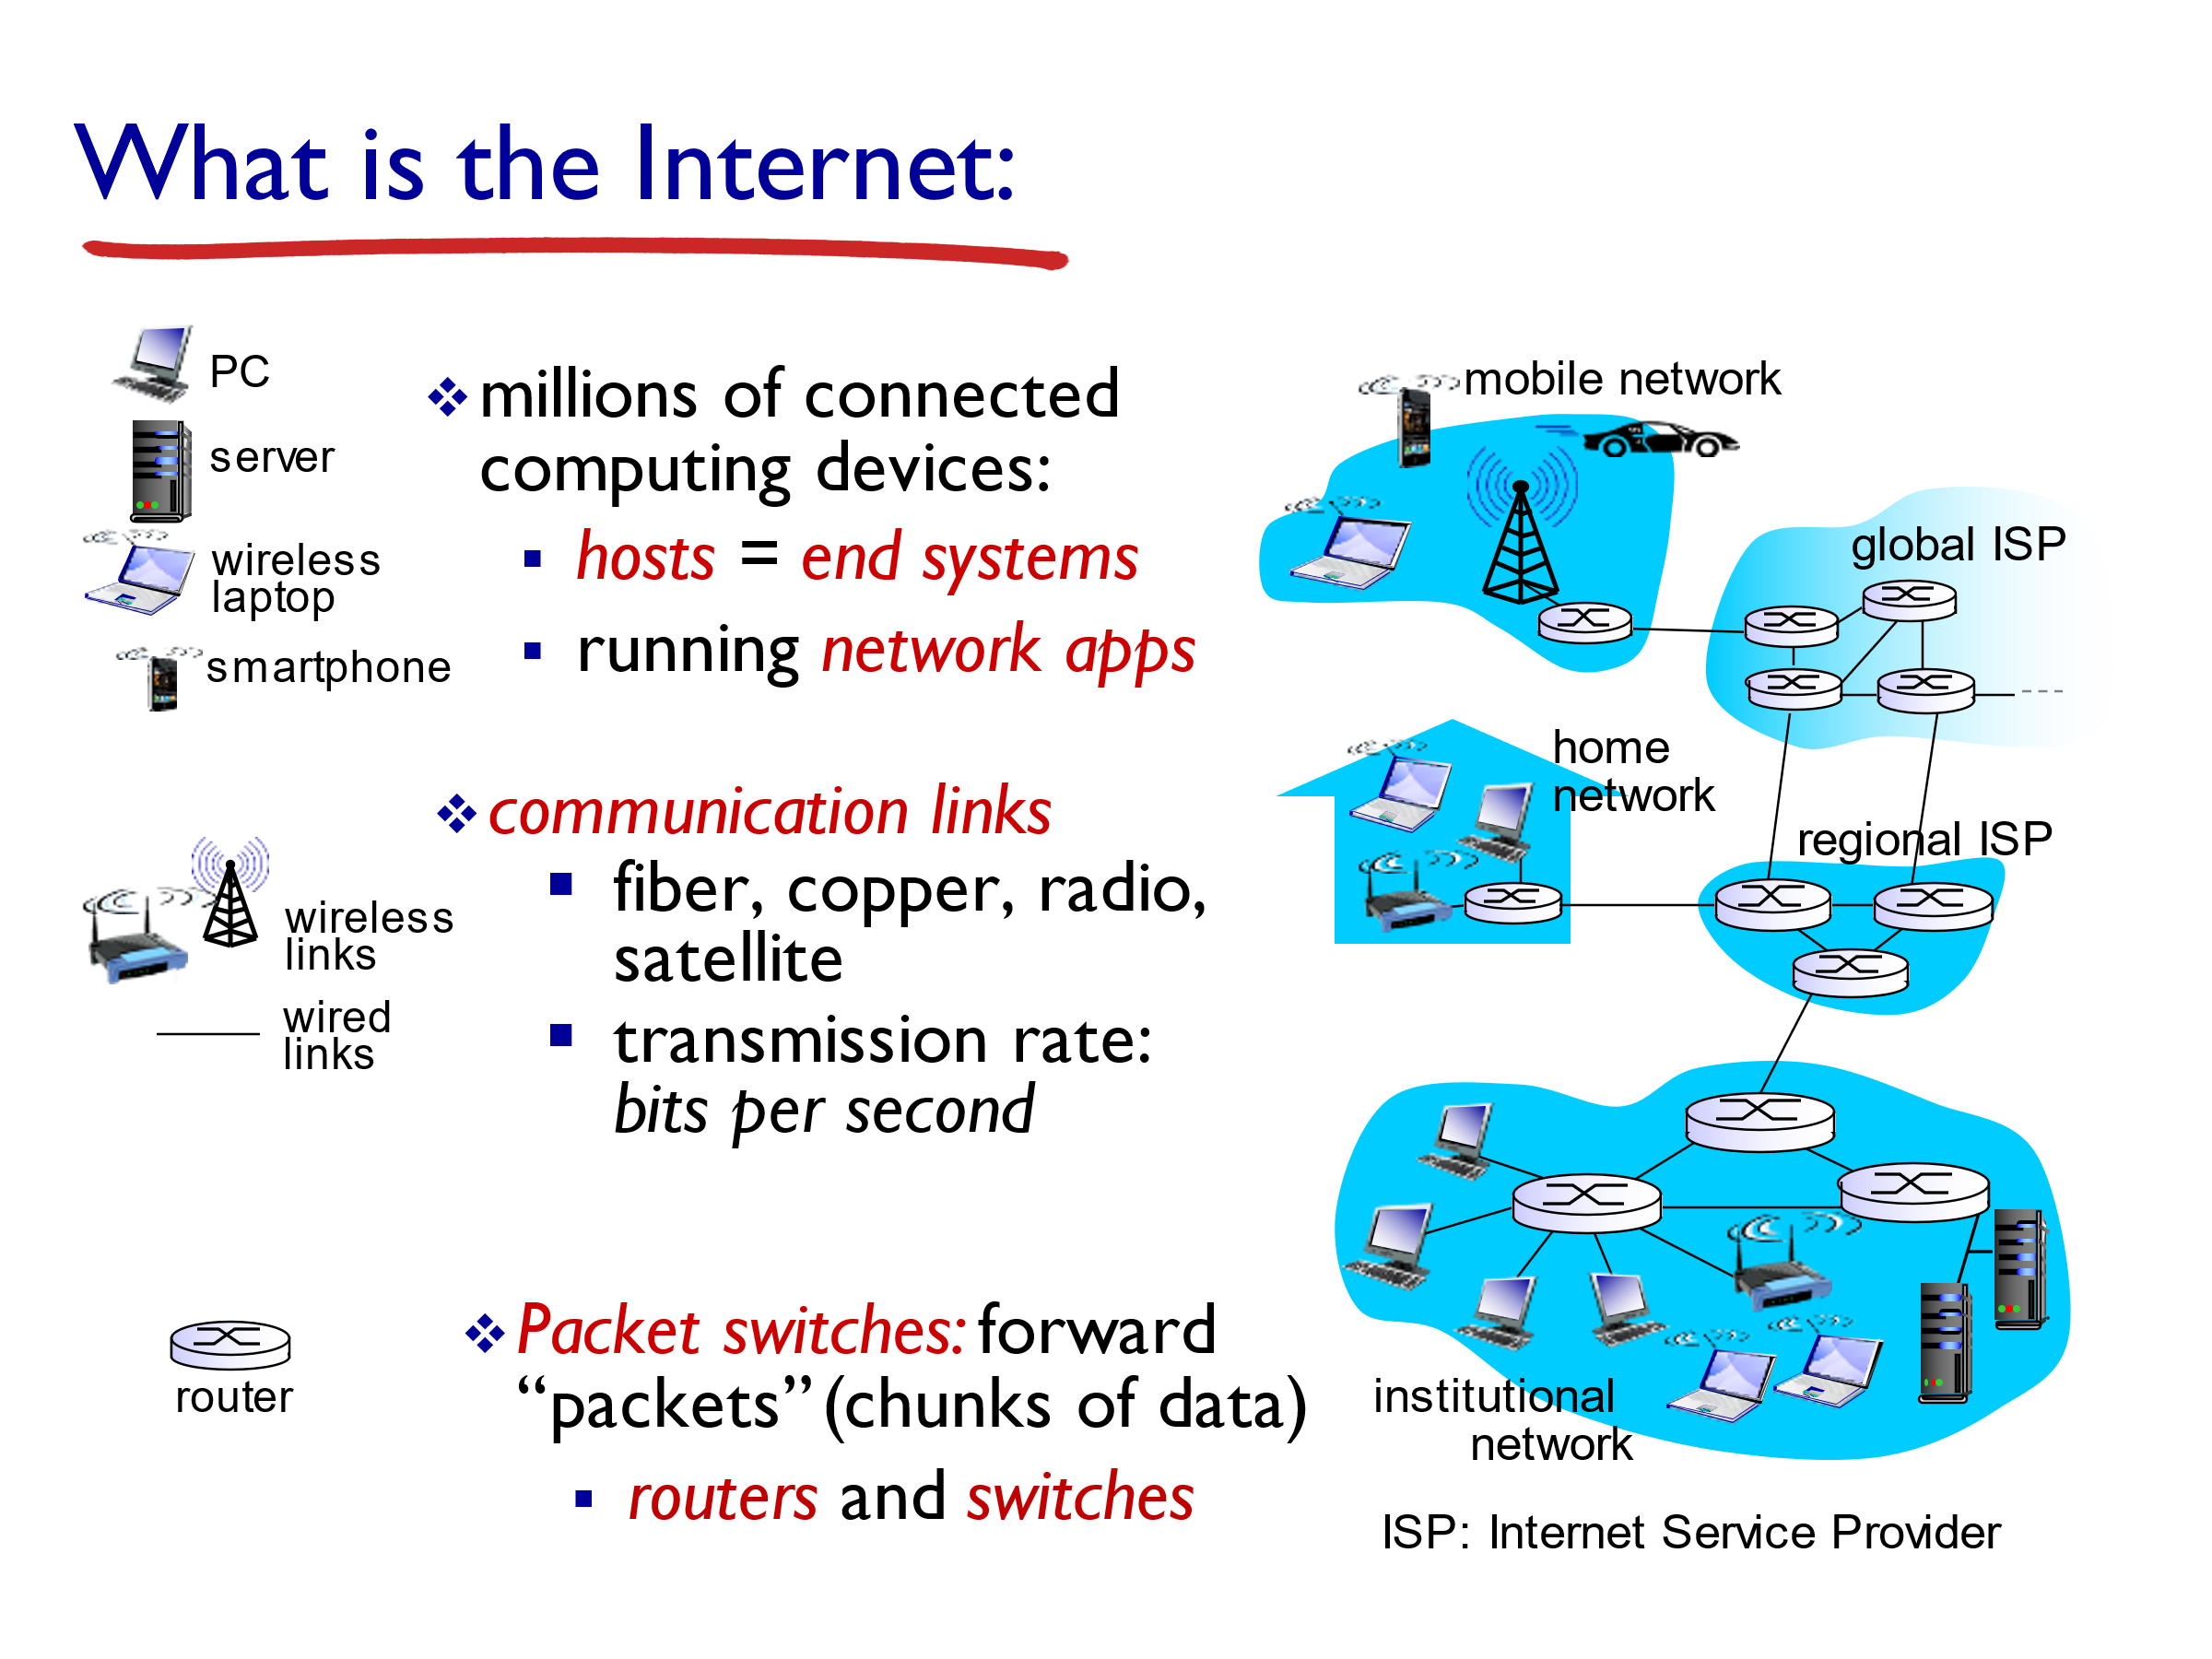 What is the Internet:
PC
server
wireless
laptop
smartphone
❖ millions of connected
computing devices:
▪ hosts = end systems
▪ running network apps
❖ communication links
▪ fiber, copper, radio,
satellite
▪ transmission rate:
bits per second
wireless
links
wired
links
❖ Packet switches: forward
“packets” (chunks of data)
▪ routers and switches
router
mobile network
global ISP
home
network
regional ISP
institutional
network
ISP: Internet Service Provider